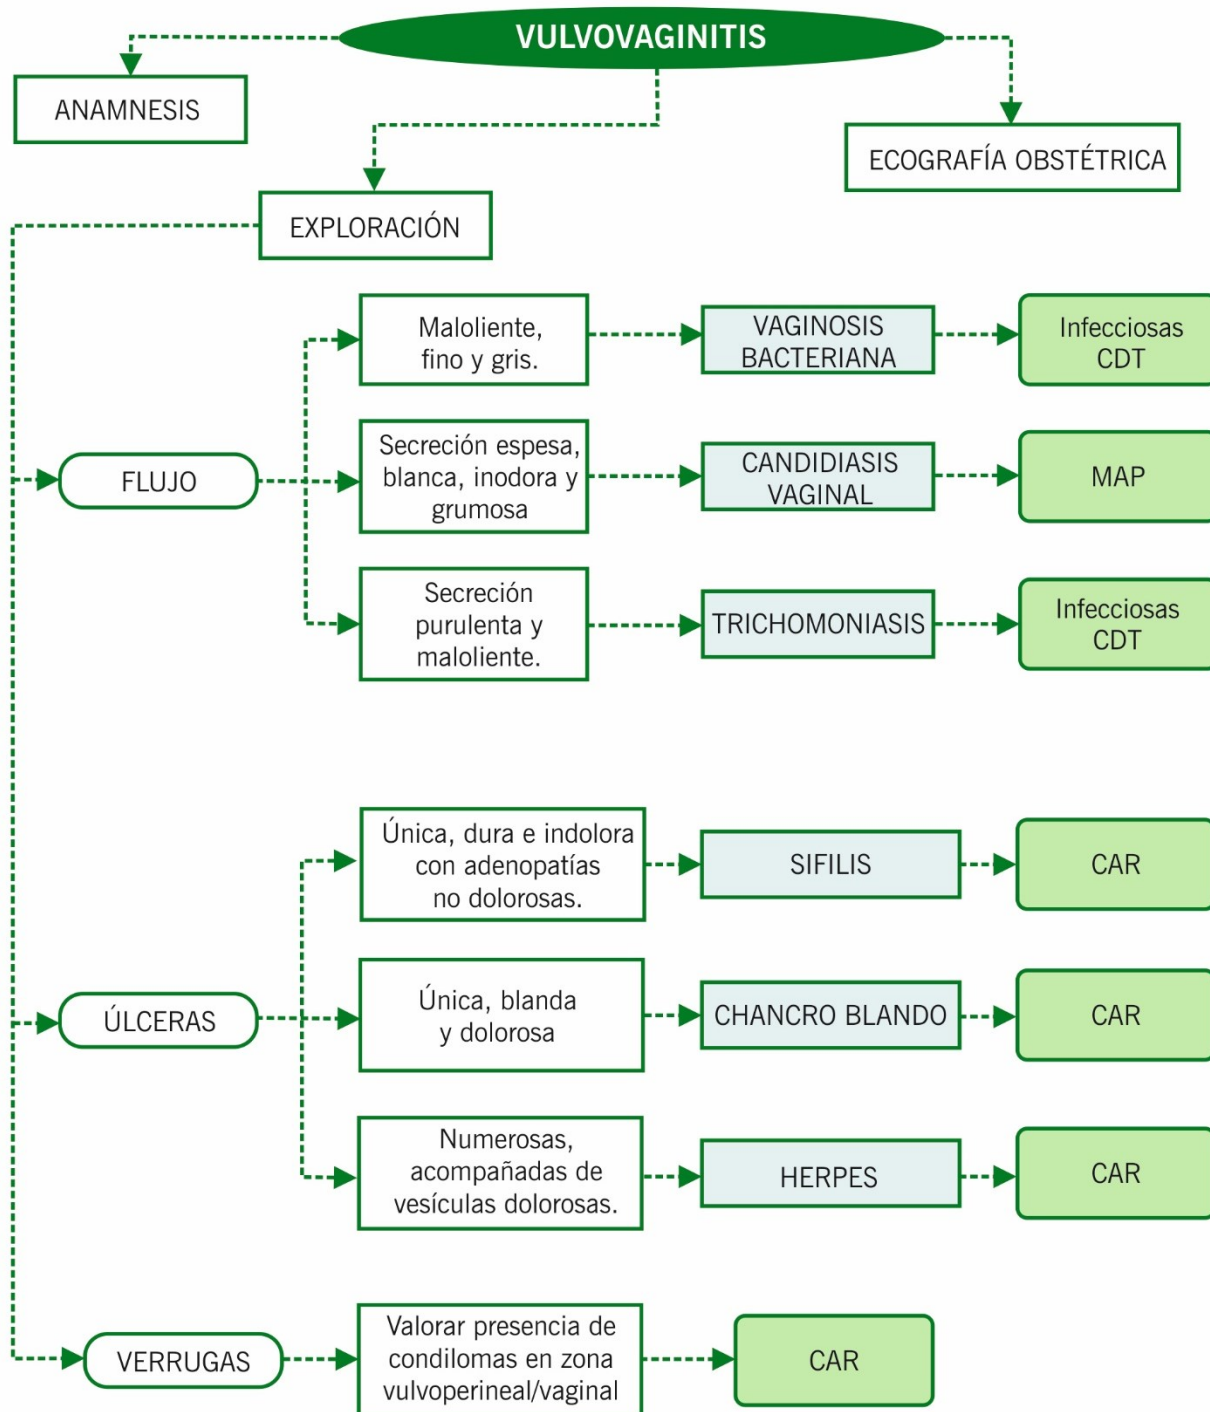 VULVOVAGINITIS
ANAMNESIS
ECOGRAFÍA OBSTÉTRICA
EXPLORACIÓN
FLUJO
Maloliente,
fino y gris.
VAGINOSIS
BACTERIANA
Infecciosas
CDT
Secreción espesa,
blanca, inodora y
grumosa
CANDIDIASIS
VAGINAL
MAP
Secreción
purulenta y
maloliente.
TRICHOMONIASIS
Infecciosas
CDT
ÚLCERAS
Única, dura e indolora
con adenopatías
no dolorosas.
SIFILIS
CAR
Única, blanda
y dolorosa
CHANCRO BLANDO
CAR
Numerosas,
acompañadas de
vesículas dolorosas.
HERPES
CAR
VERRUGAS
Valorar presencia de
condilomas en zona
vulvoperineal/vaginal
CAR